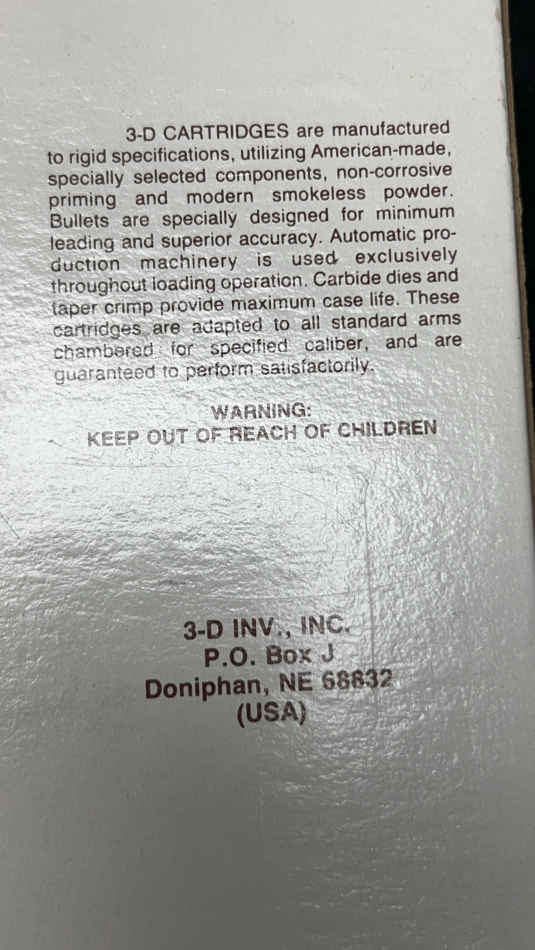 3-D CARTRIDGES are manufactured
to rigid specifications, utilizing American-made,
specially selected components, non-corrosive
priming and modern smokeless powder.
Bullets are specially designed for minimum
leading and superior accuracy. Automatic pro-
duction machinery is used exclusively
throughout loading operation. Carbide dies and
taper crimp provide maximum case life. These
cartridges are adapted to all standard arms
chambered for specified caliber, and are
guaranteed to perform satisfactorily.
WARNING:
KEEP OUT OF REACH OF CHILDREN
3-D INV., INC.
P.O. Box J
Doniphan, NE 68832
(USA)